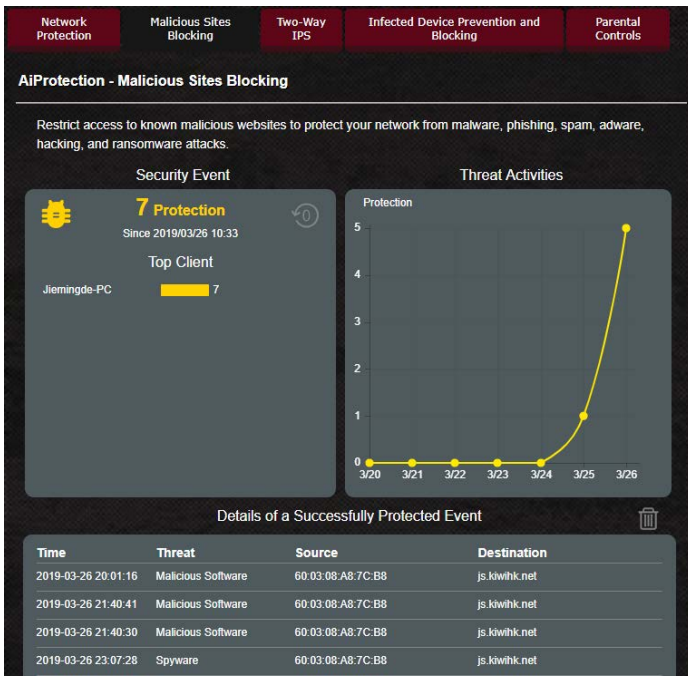 Network Protection
Malicious Sites Blocking
Two-Way IPS
Infected Device Prevention and Blocking
Parental Controls
AiProtection - Malicious Sites Blocking
Restrict access to known malicious websites to protect your network from malware, phishing, spam, adware,
hacking, and ransomware attacks.
Security Event
7 Protection
Since 2019/03/26 10:33
0
Top Client
Jiemingde-PC 7
Threat Activities
Protection
5
4
3
2
1
0
3/20 3/21 3/22 3/23 3/24 3/25 3/26
Details of a Successfully Protected Event
Time Threat Source Destination
2019-03-26 20:01:16 Malicious Software 60:03:08:A8:7C:B8 js.kiwihk.net
2019-03-26 21:40:41 Malicious Software 60:03:08:A8:7C:B8 js.kiwihk.net
2019-03-26 21:40:30 Malicious Software 60:03:08:A8:7C:B8 js.kiwihk.net
2019-03-26 23:07:28 Spyware 60:03:08:A8:7C:B8 js.kiwihk.net